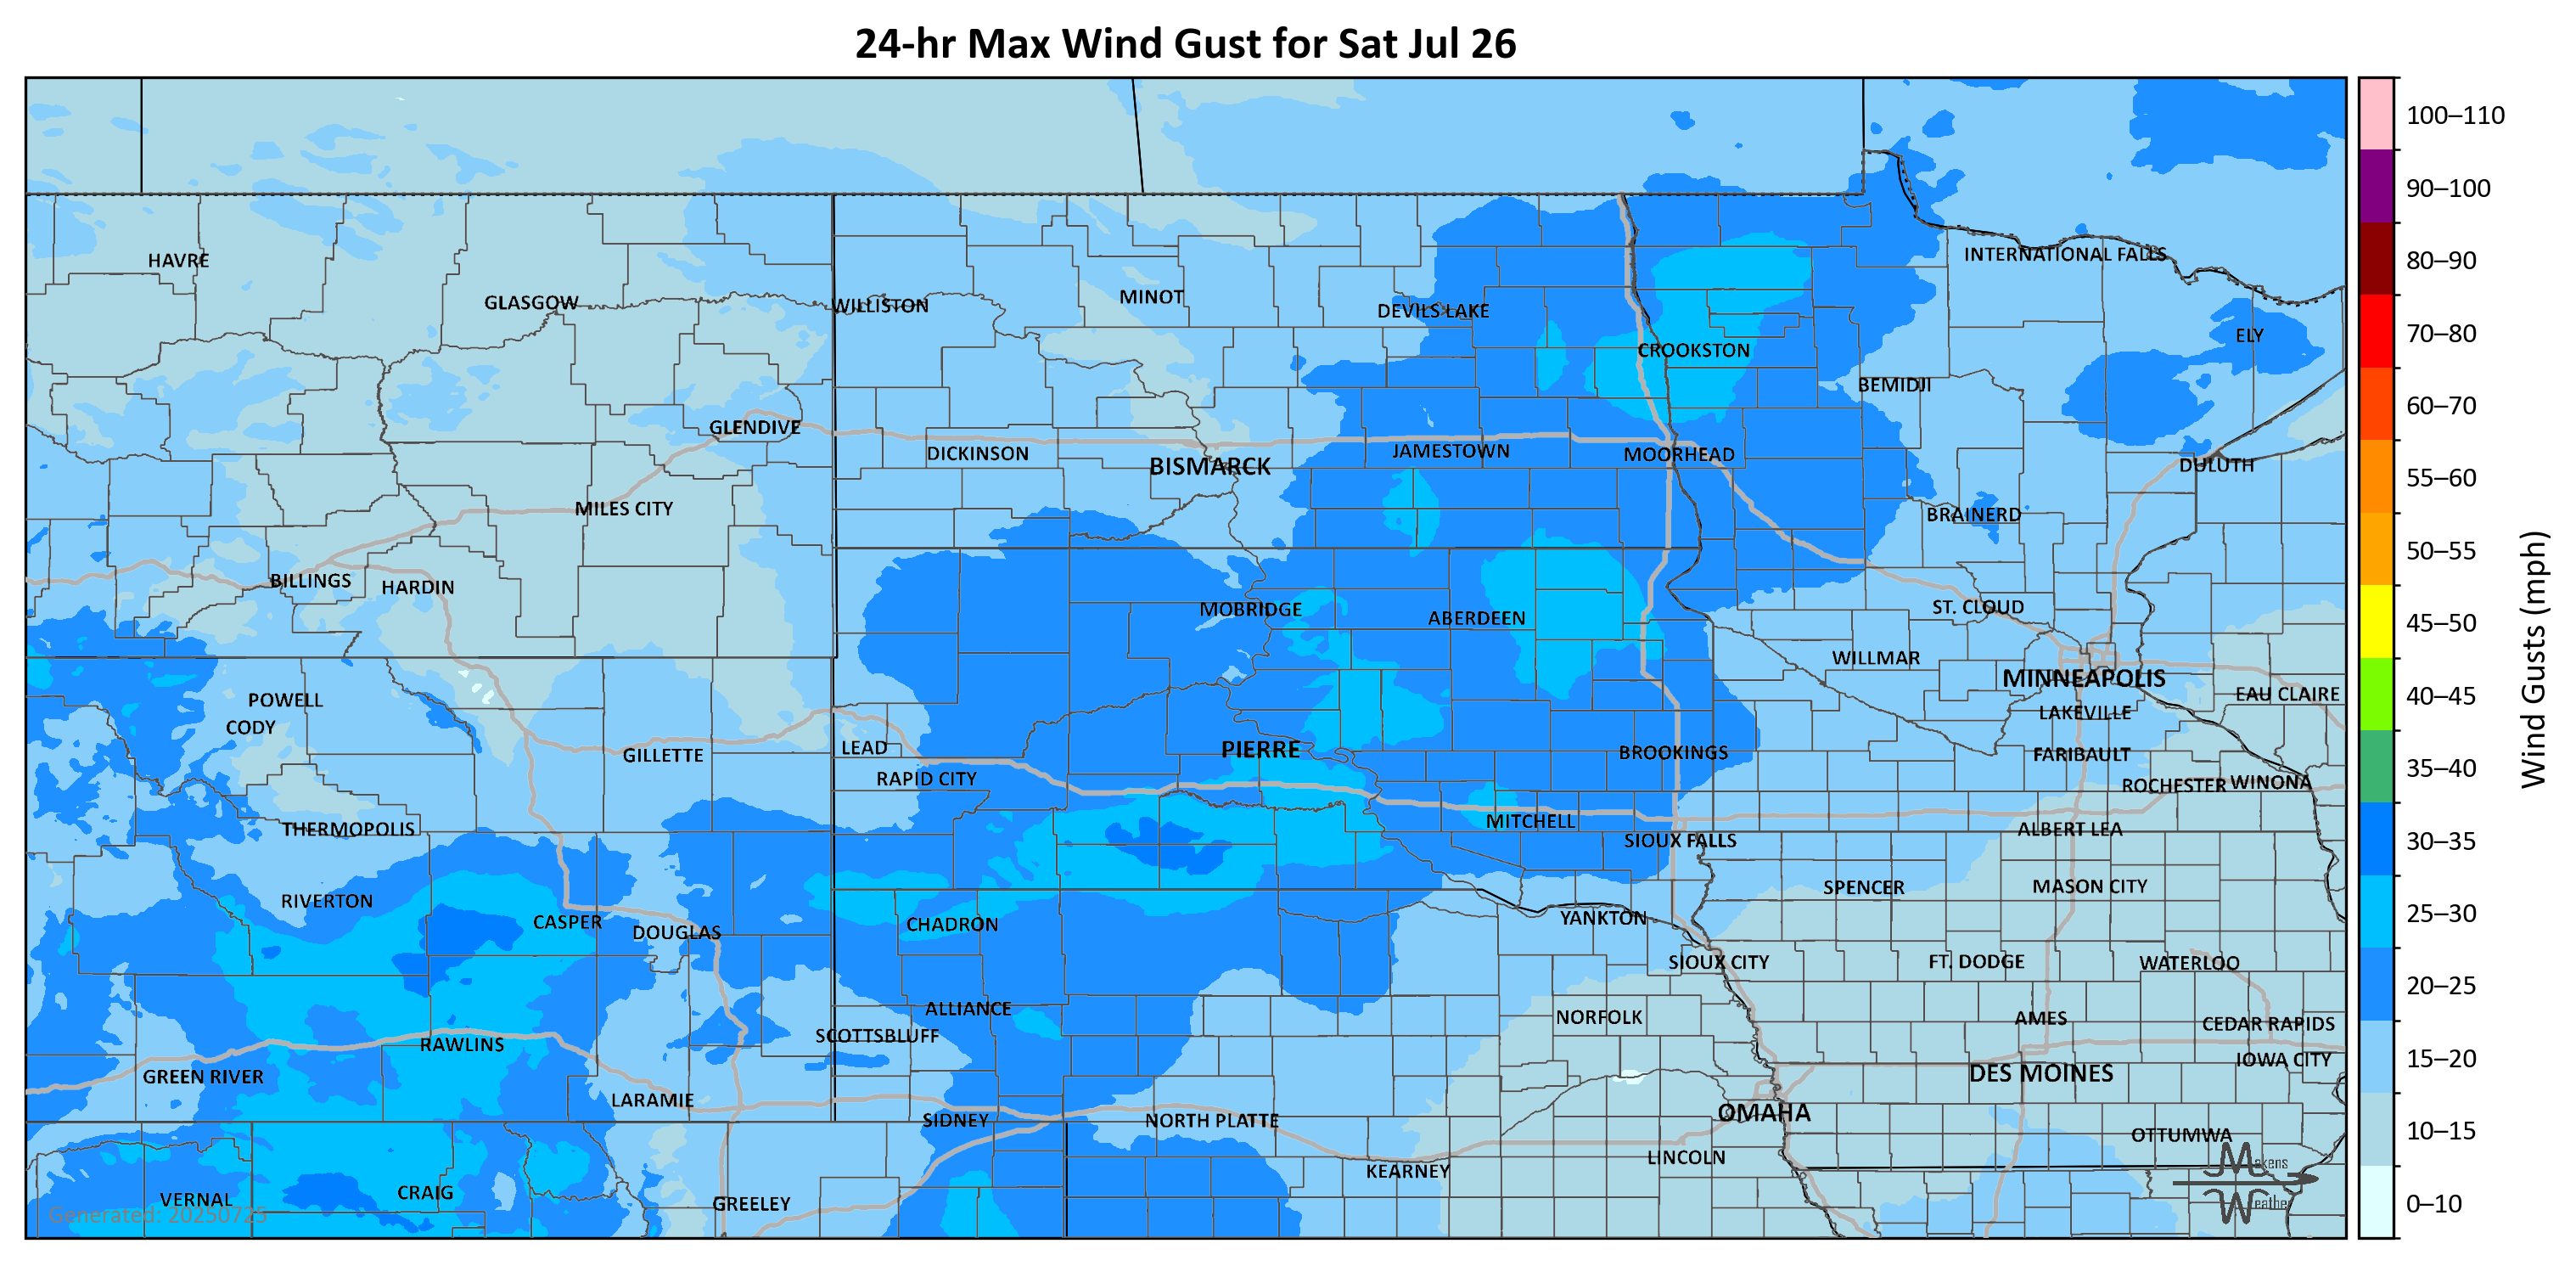 24-hr Max Wind Gust for Sat Jul 26
100–110
90–100
INTERNATIONAL FALLS
HAVRE
80–90
MINOT
GLASGOW
WILLISTON
DEVILS LAKE
70–80
ELY
CROOKSTON
BEMIDJI
60–70
GLENDIVE
DICKINSON
JAMESTOWN
MOORHEAD
BISMARCK
DULUTH
55–60
MILES CITY
BRAINERD
50–55
BILLINGS
HARDIN
MOBRIDGE
ABERDEEN
ST. CLOUD
45–50
WILLMAR
MINNEAPOLIS
EAU CLAIRE
40–45
POWELL
LAKEVILLE
CODY
LEAD
PIERRE
BROOKINGS
FARIBAULT
GILLETTE
35–40
RAPID CITY
ROCHESTER
WINONA
Wind Gusts (mph)
MITCHELL
THERMOPOLIS
ALBERT LEA
SIOUX FALLS
30–35
SPENCER
MASON CITY
RIVERTON
25–30
CASPER
CHADRON
YANKTON
DOUGLAS
SIOUX CITY
FT. DODGE
WATERLOO
20–25
ALLIANCE
NORFOLK
AMES
CEDAR RAPIDS
SCOTTSBLUFF
RAWLINS
IOWA CITY
15–20
GREEN RIVER
DES MOINES
LARAMIE
OMAHA
SIDNEY
NORTH PLATTE
10–15
OTTUMWA
LINCOLN
KEARNEY
Makens
Weather
CRAIG
VERNAL
GREELEY
0–10
Generated: 20250725